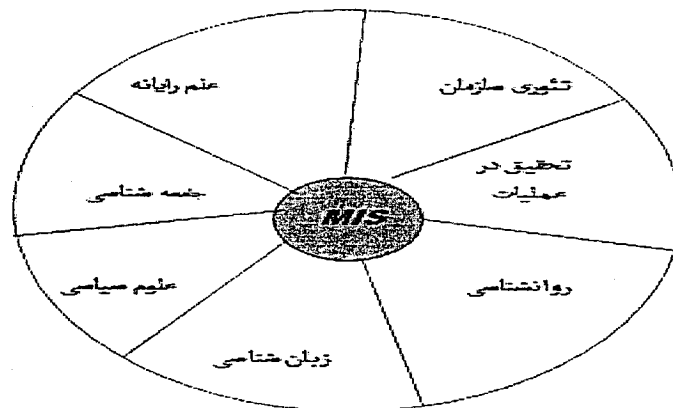 علم رایانه
تئوری سازمان
تحقیق در
عملیات
جامعه شناسی
MIS
علوم سیاسی
روانشناسی
زبان شناسی